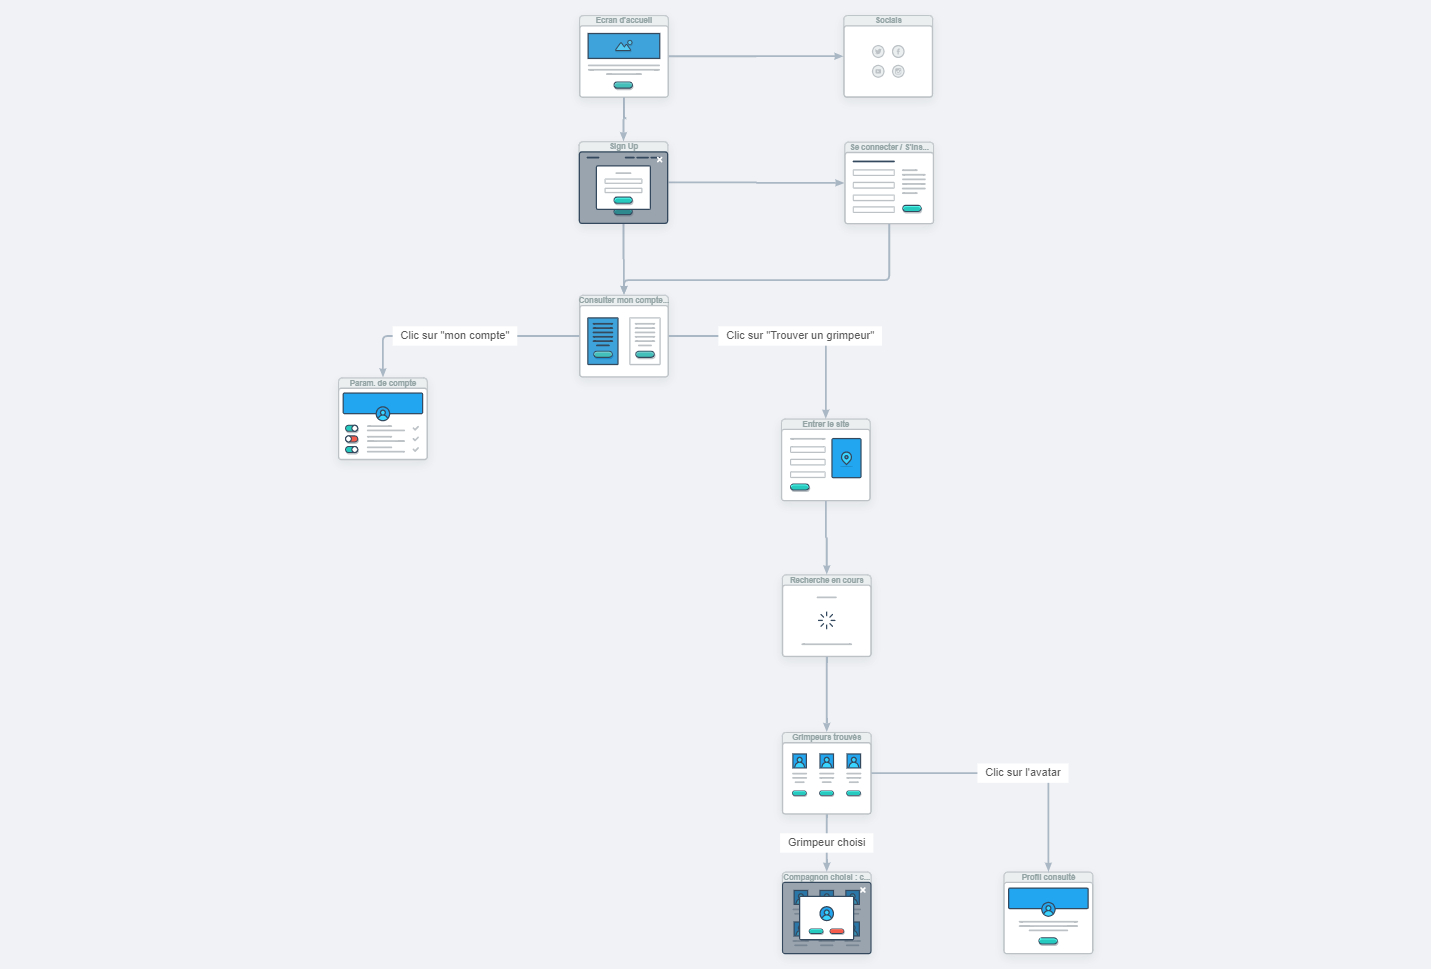 Ecran d'accueil
Socials
Sign Up
Se connecter / S'ins...
Consulter mon compte...
Clic sur "mon compte"
Clic sur "Trouver un grimpeur"
Param. de compte
Entrer le site
Recherche en cours
Grimpeurs trouvés
Clic sur l'avatar
Grimpeur choisi
Compagnon choisi : c...
Profil consulté